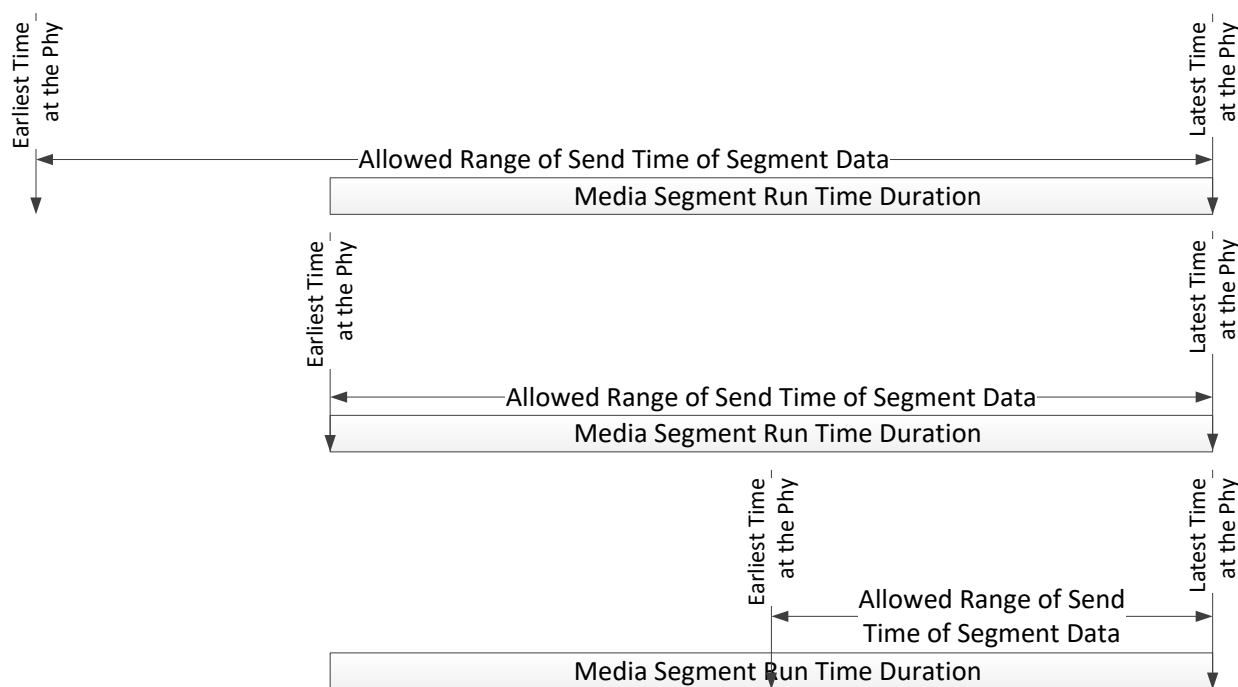 Earliest Time
at the Phy
Latest Time
at the Phy
Allowed Range of Send Time of Segment Data
Media Segment Run Time Duration
Earliest Time
at the Phy
Latest Time
at the Phy
Allowed Range of Send Time of Segment Data
Media Segment Run Time Duration
Earliest Time
at the Phy
Latest Time
at the Phy
Allowed Range of Send
Time of Segment Data
Media Segment Run Time Duration